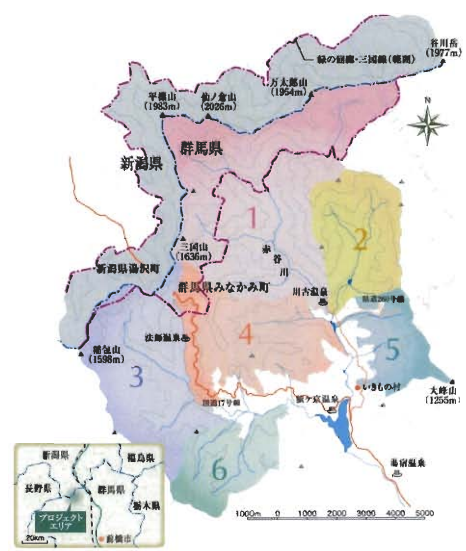 谷川岳
(1977m)
緑の回廊・三国線(範囲)
万太郎山
(1954m)
平標山
(1983m)
仙ノ倉山
(2026m)
N
新潟県
群馬県
1
2
三国山
(1636m)
赤谷川
新潟県湯沢町
群馬県みなかみ町
川古温泉
法師温泉
4
稲包山
(1598m)
3
5
いきもの村
大峰山
(1255m)
猿ヶ京温泉
国道17号線
6
湯宿温泉
新潟県
福島県
長野県
群馬県
栃木県
プロジェクト
エリア
前橋市
20km
1000m 0 1000 2000 3000 4000 5000